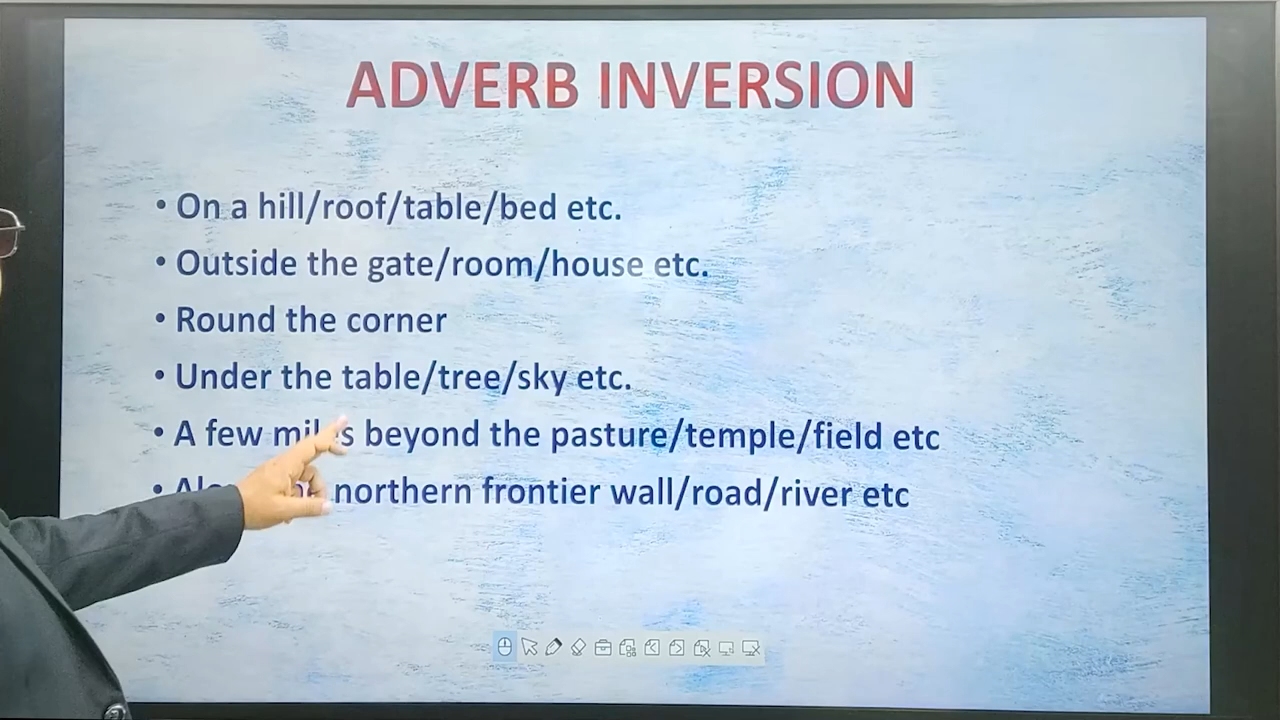 ADVERB INVERSION
• On a hill/roof/table/bed etc.
• Outside the gate/room/house etc.
• Round the corner
• Under the table/tree/sky etc.
• A few miles beyond the pasture/temple/field etc
• northern frontier wall/road/river etc